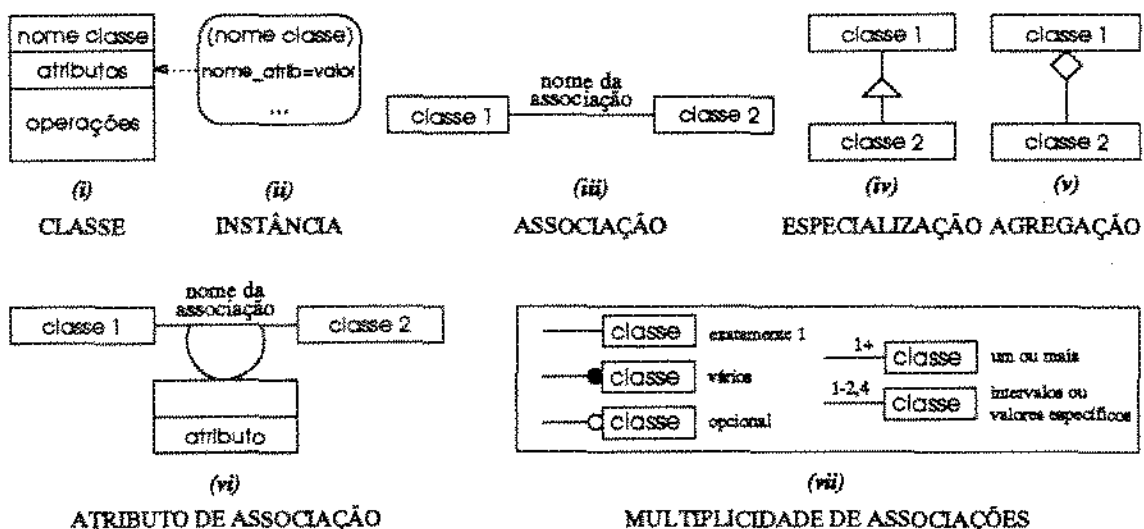 nome classe
atributos
operações
(i)
CLASSE
(nome classe)
nome_atrib=valor
...
(ii)
INSTÂNCIA
nome da
associação
classe 1
classe 2
(iii)
ASSOCIAÇÃO
classe 1
classe 2
(iv)
ESPECIALIZAÇÃO
classe 1
classe 2
(v)
AGREGAÇÃO
nome da
associação
classe 1
classe 2
atributo
(vi)
ATRIBUTO DE ASSOCIAÇÃO
classe exatamente 1
classe vários
classe opcional
1+ classe um ou mais
1-2,4 classe intervalos ou
valores específicos
(vii)
MULTIPLICIDADE DE ASSOCIAÇÕES